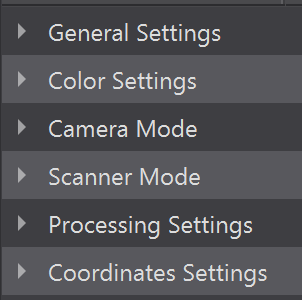 General Settings
Color Settings
Camera Mode
Scanner Mode
Processing Settings
Coordinates Settings